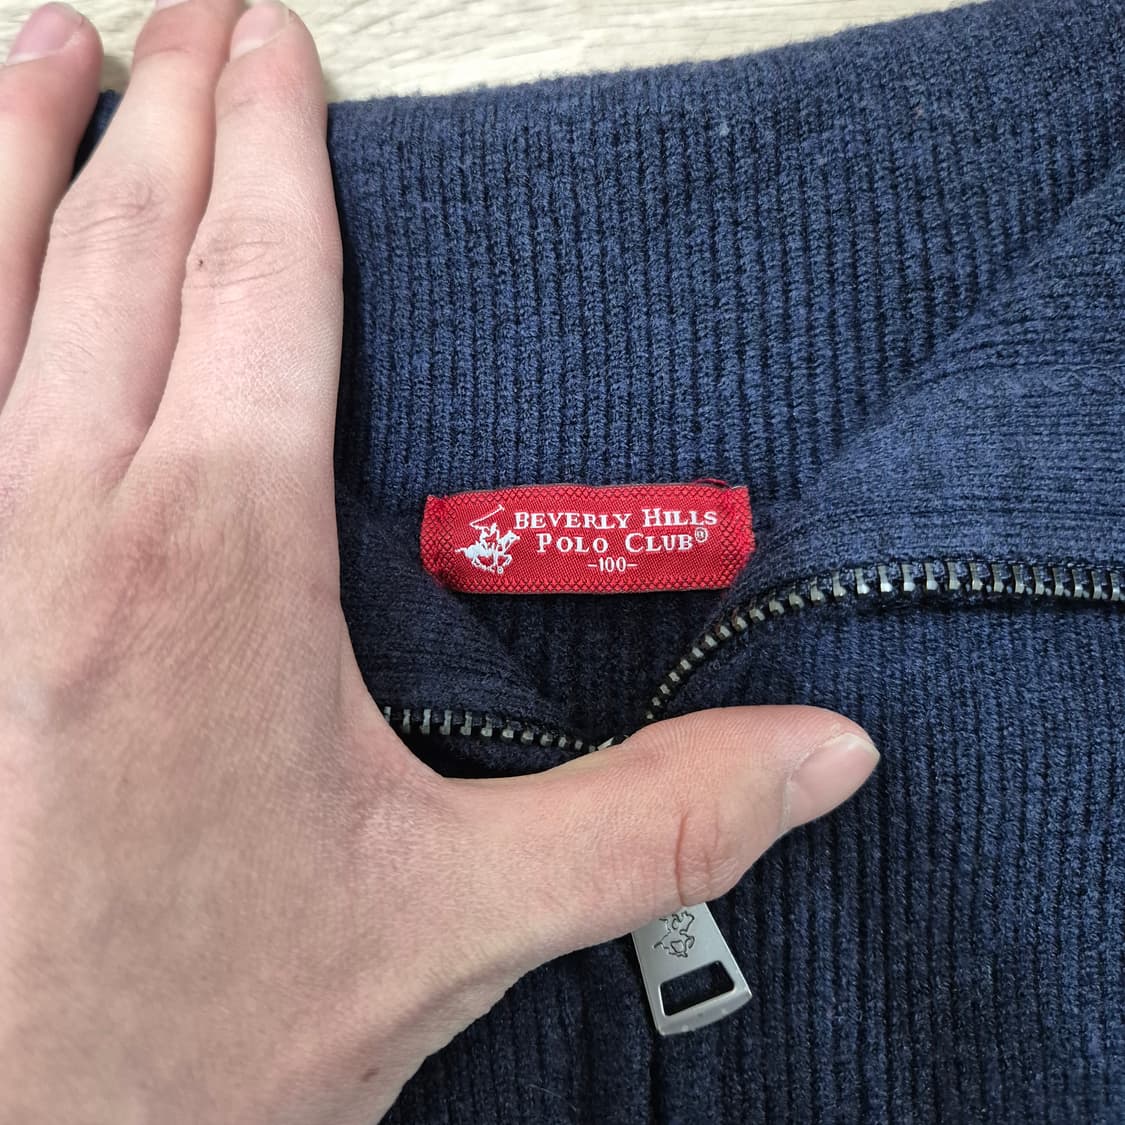 BEVERLY HILLS
POLO CLUB®
-100-